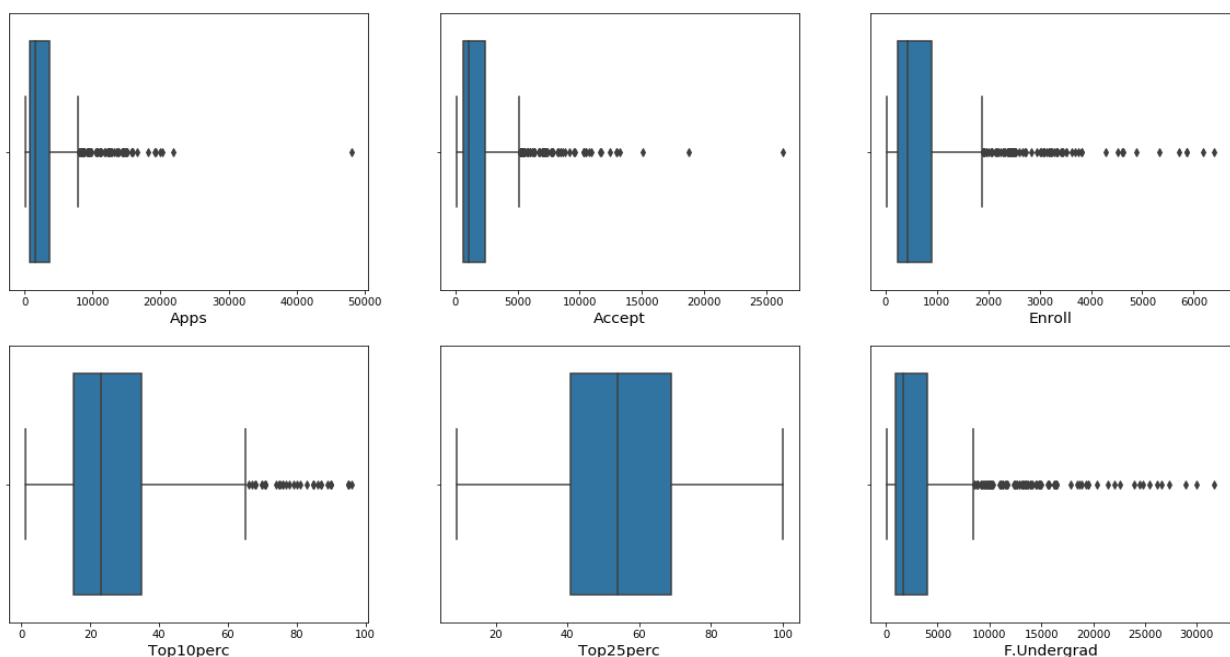 0 10000 20000 30000 40000 50000
Apps
0 5000 10000 15000 20000 25000
Accept
0 1000 2000 3000 4000 5000 6000
Enroll
0 20 40 60 80 100
Top10perc
20 40 60 80 100
Top25perc
0 5000 10000 15000 20000 25000 30000
F.Undergrad